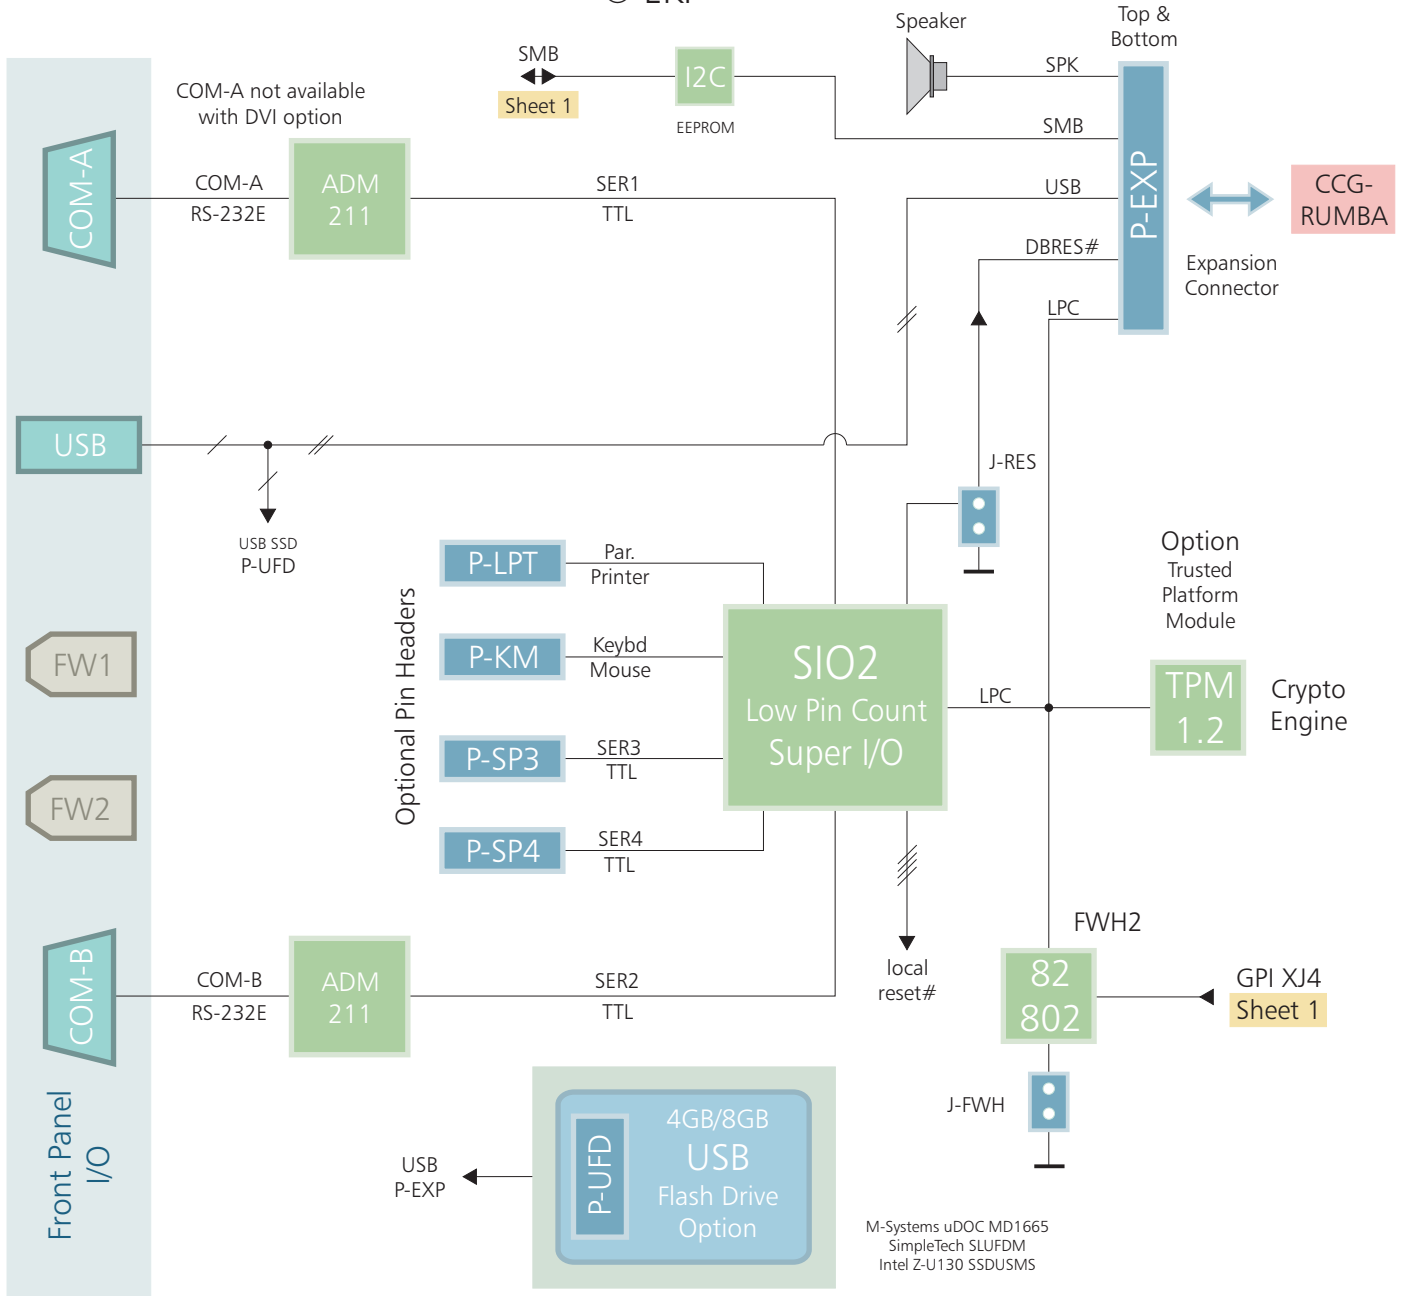 Speaker
Top &
Bottom
SMB
Sheet 1
I2C
EEPROM
SPK
SMB
USB
DBRES#
LPC
P-EXP
CCG-
RUMBA
Expansion
Connector
COM-A not available
with DVI option
COM-A
COM-A
RS-232E
ADM
211
SER1
TTL
USB
USB SSD
P-UFD
J-RES
Option
Trusted
Platform
Module
Optional Pin Headers
P-LPT
Par.
Printer
P-KM
Keybd
Mouse
P-SP3
SER3
TTL
P-SP4
SER4
TTL
SIO2
Low Pin Count
Super I/O
LPC
TPM
1.2
Crypto
Engine
FW1
FW2
COM-B
COM-B
RS-232E
ADM
211
SER2
TTL
local
reset#
FWH2
82
802
GPI XJ4
Sheet 1
J-FWH
Front Panel
I/O
USB
P-EXP
P-UFD
4GB/8GB
USB
Flash Drive
Option
M-Systems uDOC MD1665
SimpleTech SLUFDM
Intel Z-U130 SSDUSMS